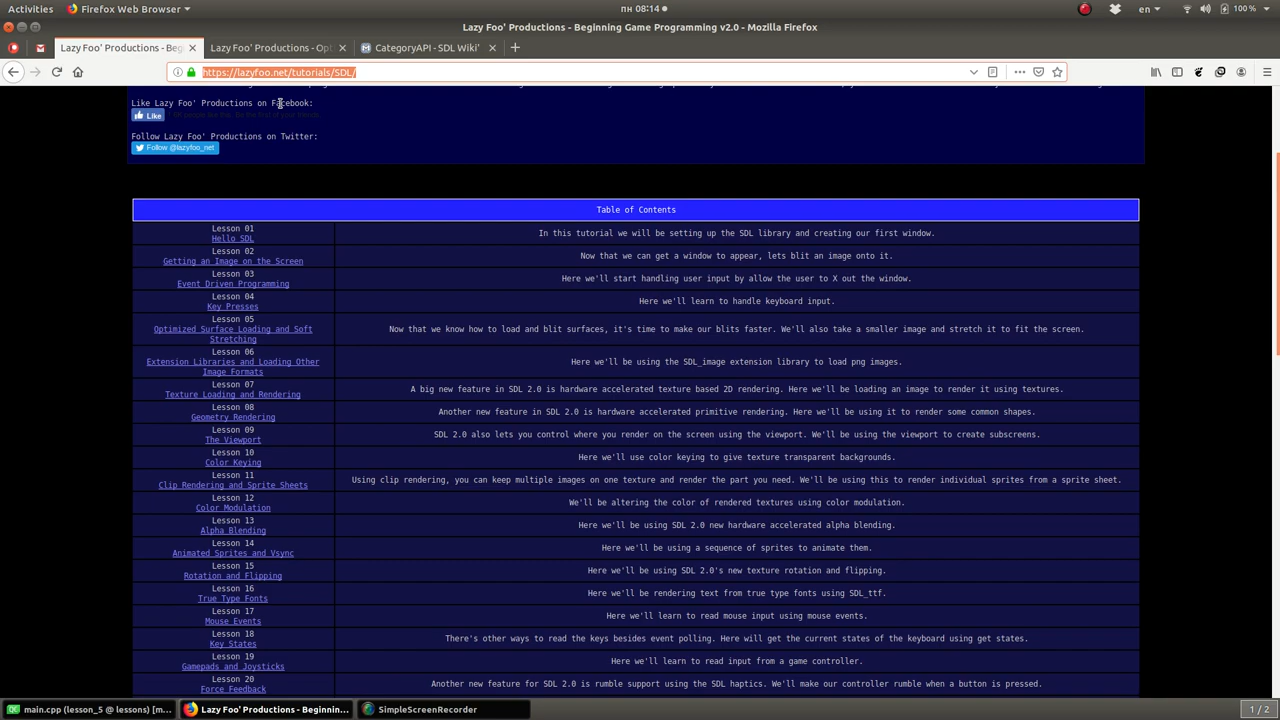 Activities Firefox Web Browser пн 08:14 en 100 %
Lazy Foo' Productions - Beginning Game Programming v2.0 - Mozilla Firefox
Lazy Foo' Productions - Beg Lazy Foo' Productions - Opt CategoryAPI - SDL Wiki'
https://lazyfoo.net/tutorials/SDL/
Like Lazy Foo' Productions on Facebook:
Like
Follow Lazy Foo' Productions on Twitter:
Follow @lazyfoo_net
Table of Contents
Lesson 01
Hello SDL
In this tutorial we will be setting up the SDL library and creating our first window.
Lesson 02
Getting an Image on the Screen
Now that we can get a window to appear, lets blit an image onto it.
Lesson 03
Event Driven Programming
Here we'll start handling user input by allow the user to X out the window.
Lesson 04
Key Presses
Here we'll learn to handle keyboard input.
Lesson 05
Optimized Surface Loading and Soft
Stretching
Now that we know how to load and blit surfaces, it's time to make our blits faster. We'll also take a smaller image and stretch it to fit the screen.
Lesson 06
Extension Libraries and Loading Other
Image Formats
Here we'll be using the SDL_image extension library to load png images.
Lesson 07
Texture Loading and Rendering
A big new feature in SDL 2.0 is hardware accelerated texture based 2D rendering. Here we'll be loading an image to render it using textures.
Lesson 08
Geometry Rendering
Another new feature in SDL 2.0 is hardware accelerated primitive rendering. Here we'll be using it to render some common shapes.
Lesson 09
The Viewport
SDL 2.0 also lets you control where you render on the screen using the viewport. We'll be using the viewport to create subscreens.
Lesson 10
Color Keying
Here we'll use color keying to give texture transparent backgrounds.
Lesson 11
Clip Rendering and Sprite Sheets
Using clip rendering, you can keep multiple images on one texture and render the part you need. We'll be using this to render individual sprites from a sprite sheet.
Lesson 12
Color Modulation
We'll be altering the color of rendered textures using color modulation.
Lesson 13
Alpha Blending
Here we'll be using SDL 2.0 new hardware accelerated alpha blending.
Lesson 14
Animated Sprites and Vsync
Here we'll be using a sequence of sprites to animate them.
Lesson 15
Rotation and Flipping
Here we'll be using SDL 2.0's new texture rotation and flipping.
Lesson 16
True Type Fonts
Here we'll be rendering text from true type fonts using SDL_ttf.
Lesson 17
Mouse Events
Here we'll learn to read mouse input using mouse events.
Lesson 18
Key States
There's other ways to read the keys besides event polling. Here will get the current states of the keyboard using get states.
Lesson 19
Gamepads and Joysticks
Here we'll learn to read input from a game controller.
Lesson 20
Force Feedback
Another new feature for SDL 2.0 is rumble support using the SDL haptics. We'll make our controller rumble when a button is pressed.
main.cpp (lesson_5 @ lessons) [m... Lazy Foo' Productions - Beginnin... SimpleScreenRecorder 1 / 2